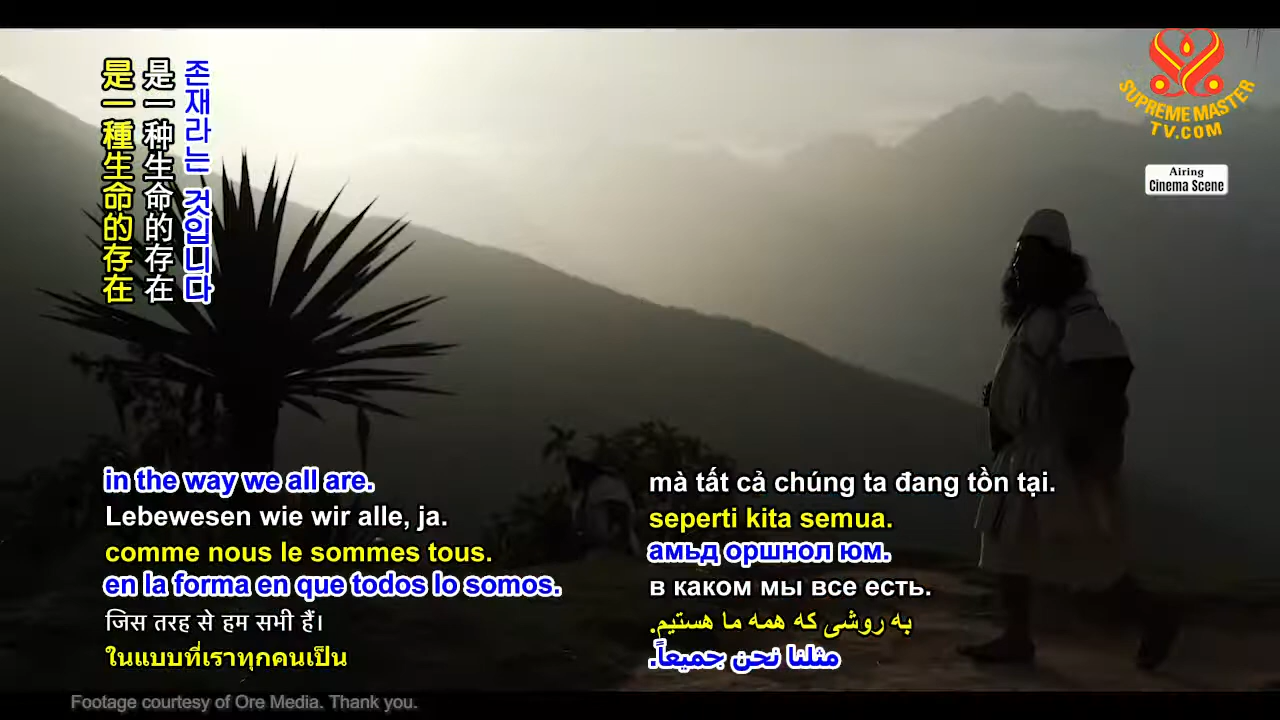 존재라는 것입니다
是一种生命的存在
是一種生命的存在
SUPREME MASTER
TV.COM
Airing
Cinema Scene
in the way we all are.
Lebewesen wie wir alle, ja.
comme nous le sommes tous.
en la forma en que todos lo somos.
जिस तरह से हम सभी हैं।
ในแบบที่เราทุกคนเป็น
mà tất cả chúng ta đang tồn tại.
seperti kita semua.
амьд оршнол юм.
в каком мы все есть.
به روشی که همه ما هستیم.
مثلنا نحن جميعاً.
Footage courtesy of Ore Media. Thank you.